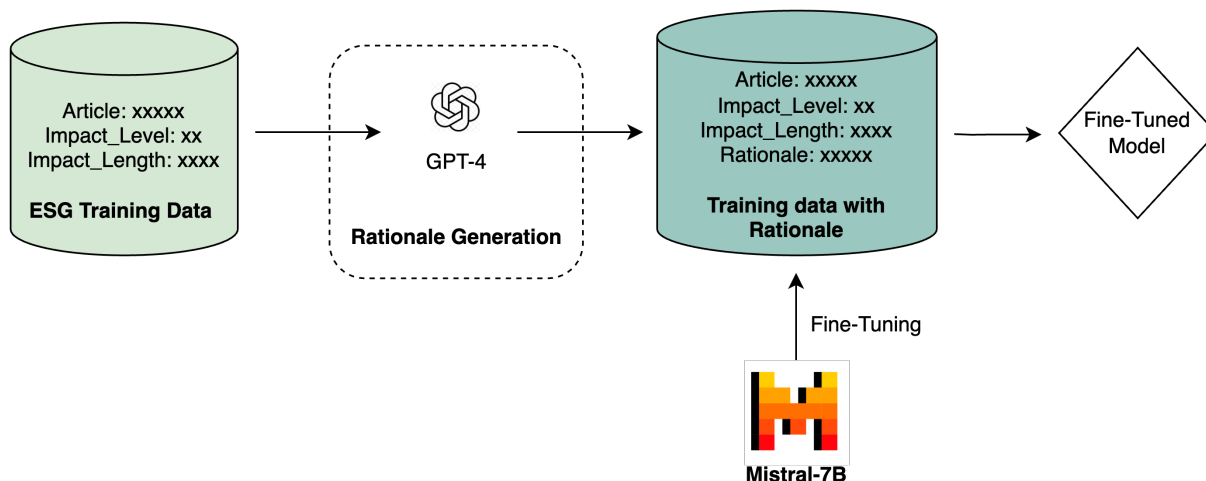 Article: xxxxx
Impact_Level: xx
Impact_Length: xxxx
ESG Training Data
GPT-4
Rationale Generation
Article: xxxxx
Impact_Level: xx
Impact_Length: xxxx
Rationale: xxxxx
Training data with
Rationale
Fine-Tuned
Model
Fine-Tuning
Mistral-7B